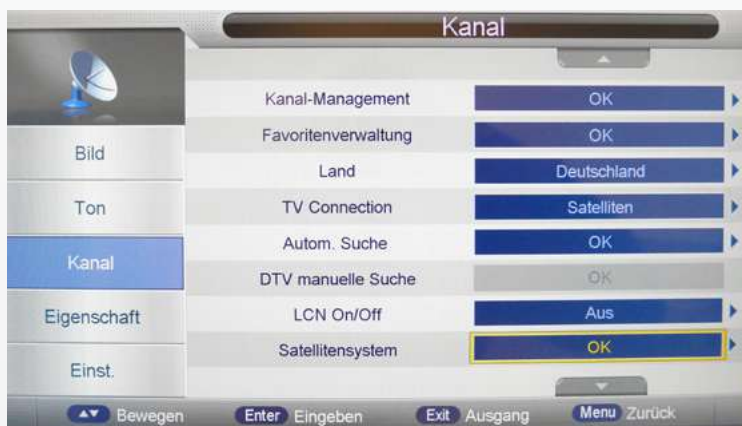 Kanal
Kanal-Management OK
Favoritenverwaltung OK
Bild
Land Deutschland
Ton
TV Connection Satelliten
Autom. Suche OK
Kanal
DTV manuelle Suche OK
Eigenschaft
LCN On/Off Aus
Satellitensystem OK
Einst.
Bewegen Enter Eingeben Exit Ausgang Menu Zurück